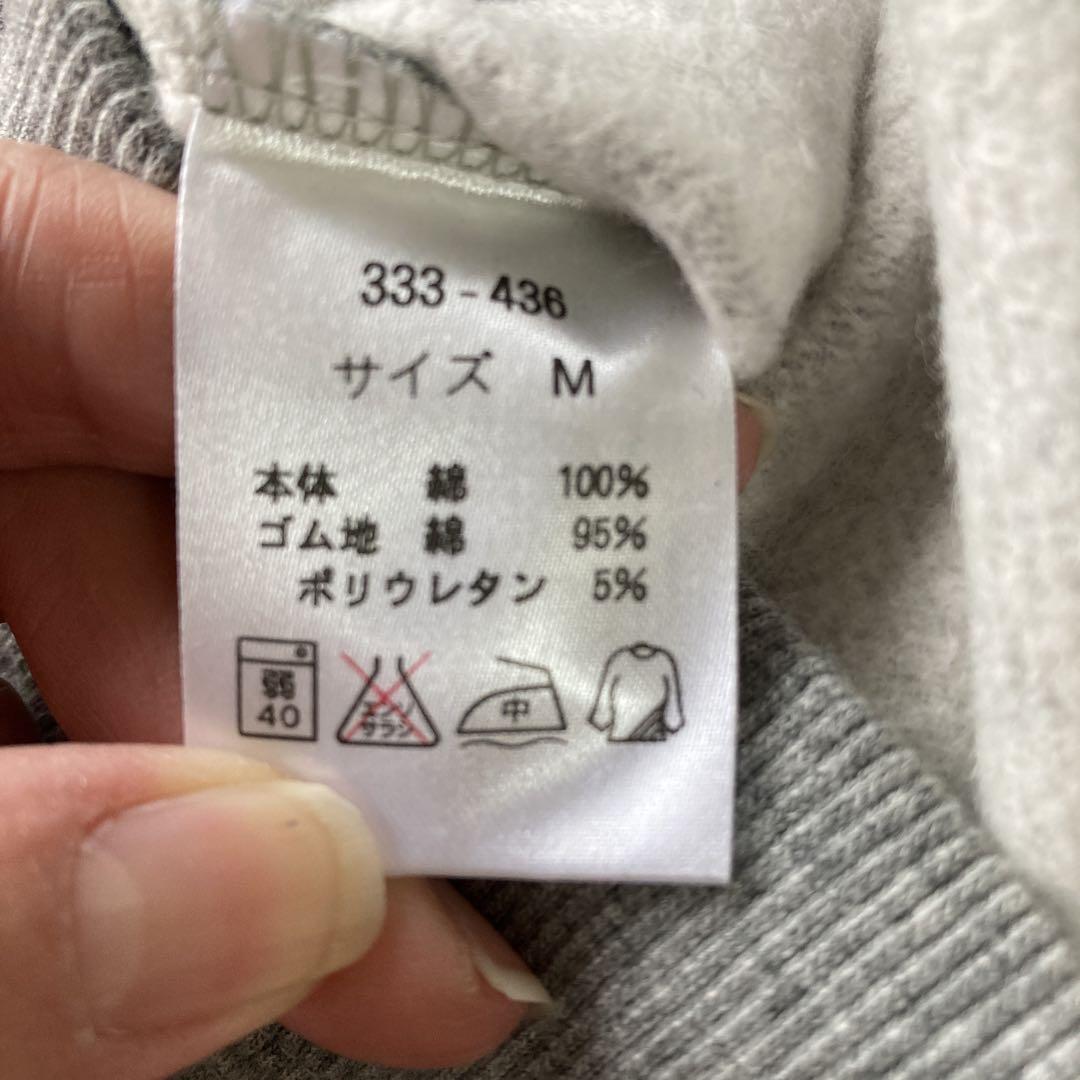 333-436
サイズ M
本体 綿 100%
ゴム地 綿 95%
ポリウレタン 5%
弱 40
エンソサラシ 中